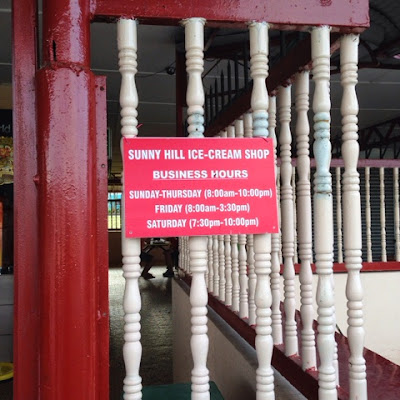 SUNNY HILL ICE-CREAM SHOP
BUSINESS HOURS
SUNDAY-THURSDAY (8:00am-10:00pm)
FRIDAY (8:00am-3:30pm)
SATURDAY (7:30pm-10:00pm)